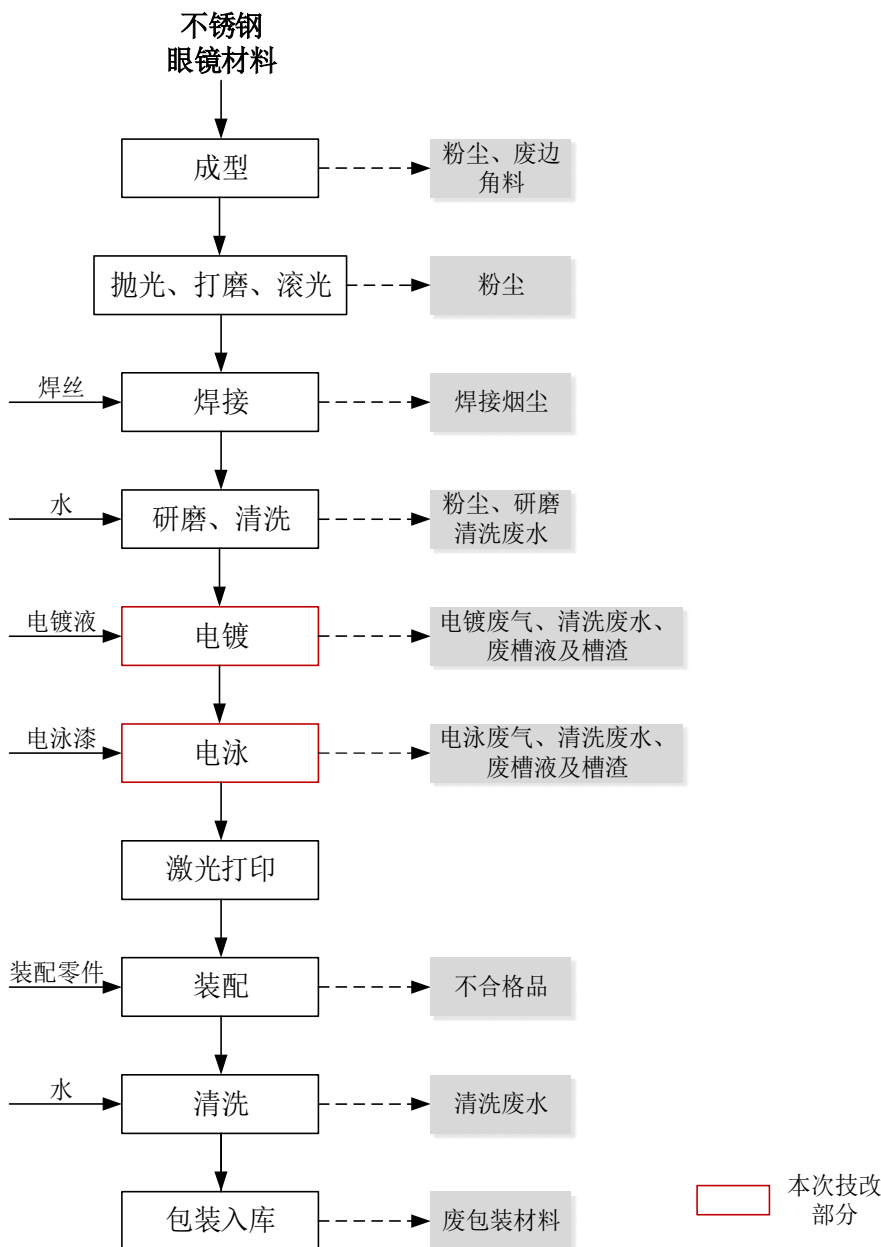 不锈钢
眼镜材料
成型
粉尘、废边
角料
抛光、打磨、滚光
粉尘
焊丝
焊接
焊接烟尘
水
研磨、清洗
粉尘、研磨
清洗废水
电镀液
电镀
电镀废气、清洗废水、
废槽液及槽渣
电泳漆
电泳
电泳废气、清洗废水、
废槽液及槽渣
激光打印
装配零件
装配
不合格品
水
清洗
清洗废水
包装入库
废包装材料
本次技改
部分